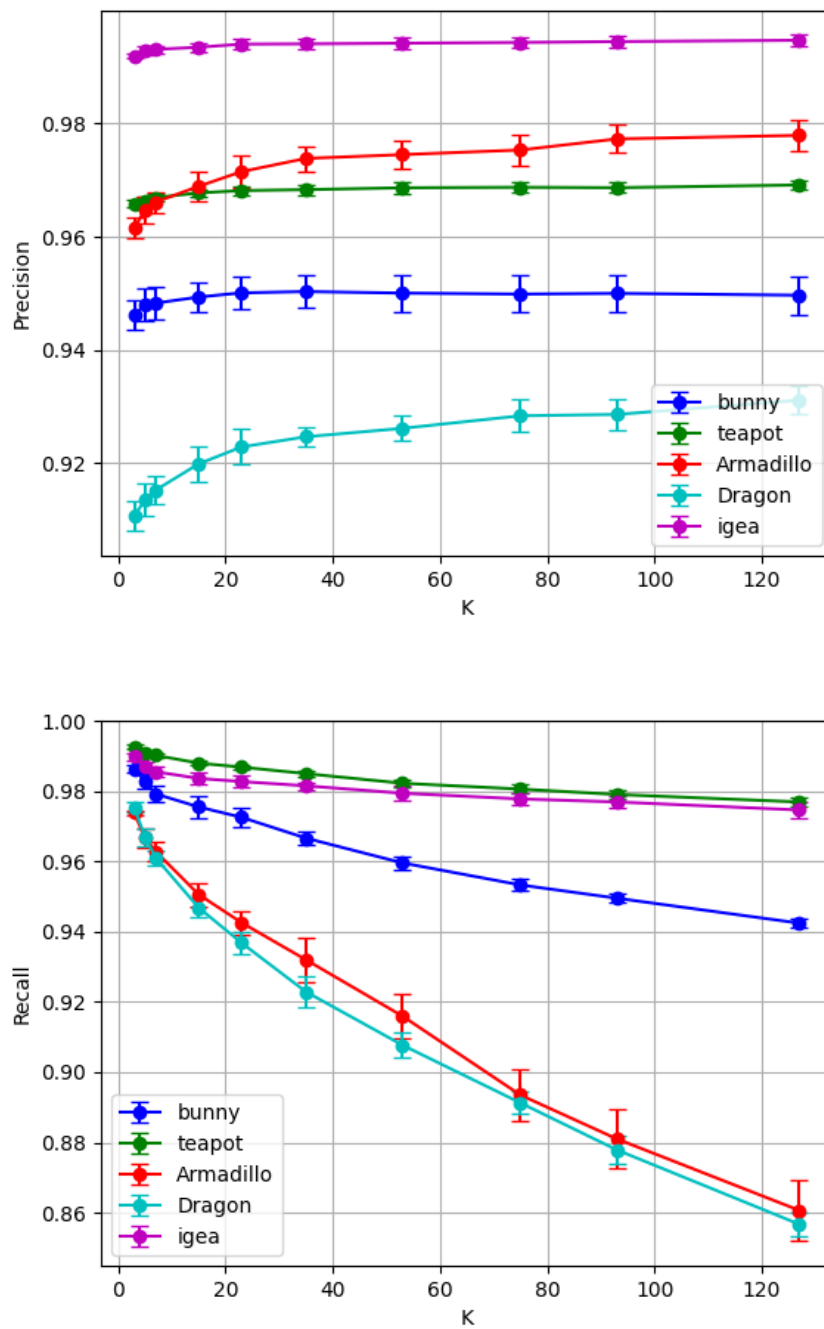 0.98
0.96
0.94
0.92
Precision
bunny
teapot
Armadillo
Dragon
igea
0 20 40 60 80 100 120
K
1.00
0.98
0.96
0.94
0.92
0.90
0.88
0.86
Recall
bunny
teapot
Armadillo
Dragon
igea
0 20 40 60 80 100 120
K